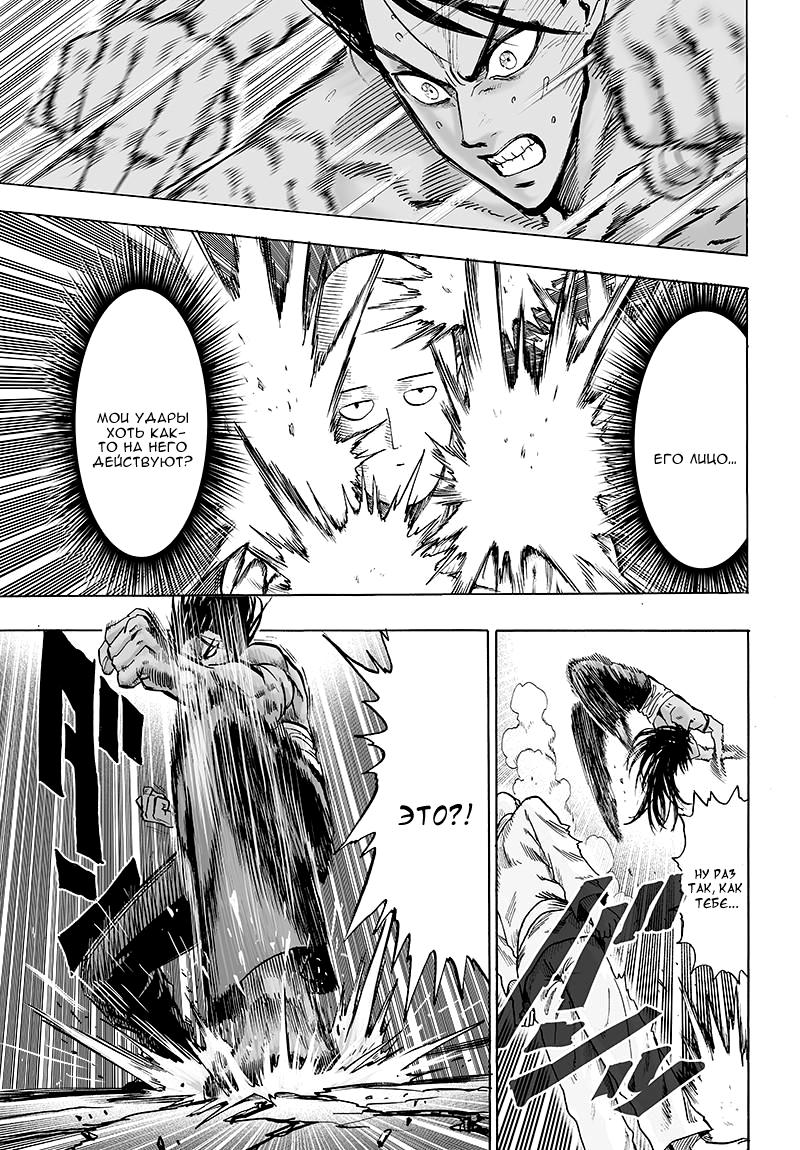 ЕГО ЛИЦО...
МОИ УДАРЫ
ХОТЬ КАК-
ТО НА НЕГО
ДЕЙСТВУЮТ?
НУ РАЗ
ТАК, КАК
ТЕБЕ...
ЭТО?!